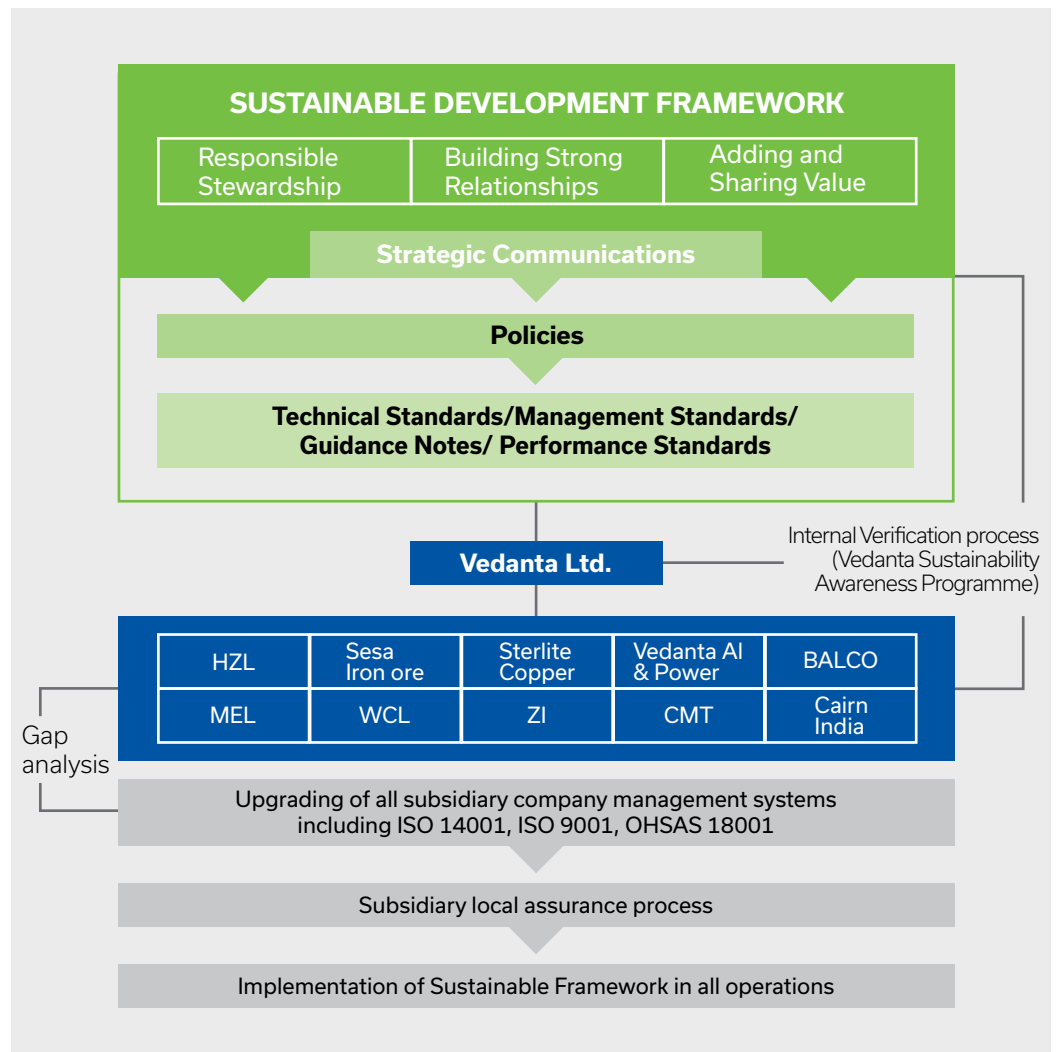 SUSTAINABLE DEVELOPMENT FRAMEWORK
Responsible
Stewardship
Building Strong
Relationships
Adding and
Sharing Value
Strategic Communications
Policies
Technical Standards/Management Standards/
Guidance Notes/ Performance Standards
Internal Verification process
(Vedanta Sustainability
Awareness Programme)
Vedanta Ltd.
HZL
Sesa
Iron ore
Sterlite
Copper
Vedanta Al
& Power
BALCO
MEL
WCL
ZI
CMT
Cairn
India
Gap
analysis
Upgrading of all subsidiary company management systems
including ISO 14001, ISO 9001, OHSAS 18001
Subsidiary local assurance process
Implementation of Sustainable Framework in all operations